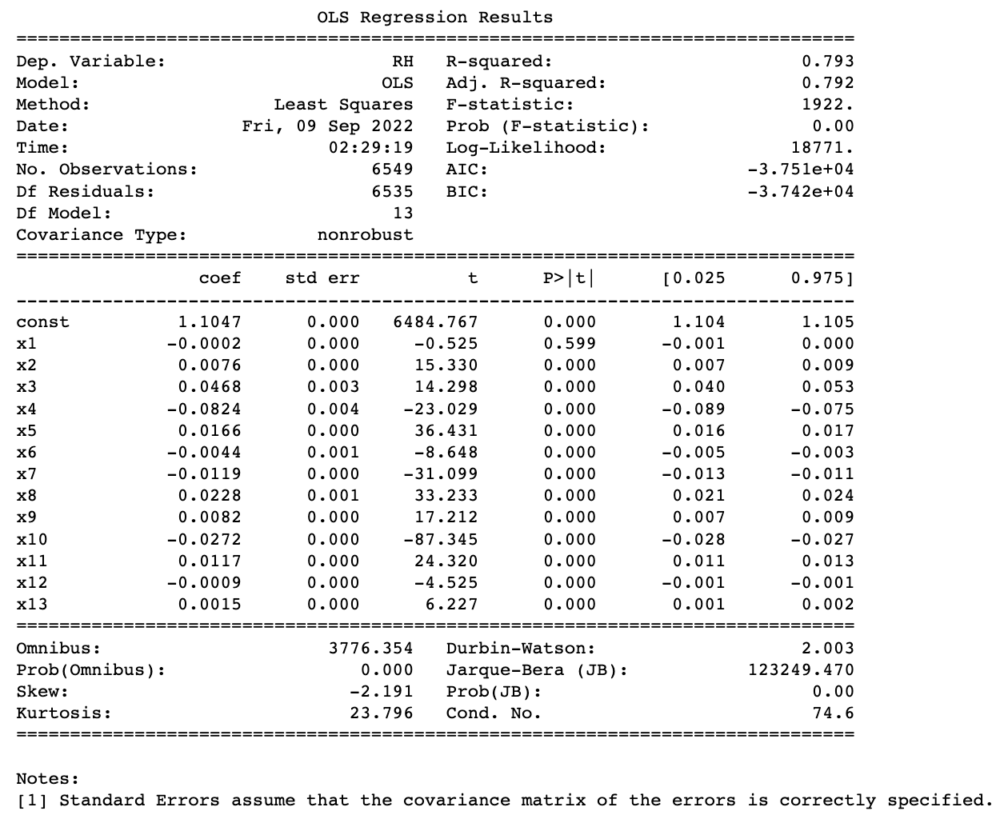 OLS Regression Results
==============================================================================
Dep. Variable:                     RH   R-squared:                       0.793
Model:                            OLS   Adj. R-squared:                  0.792
Method:                 Least Squares   F-statistic:                     1922.
Date:                Fri, 09 Sep 2022   Prob (F-statistic):               0.00
Time:                        02:29:19   Log-Likelihood:                 18771.
No. Observations:                6549   AIC:                        -3.751e+04
Df Residuals:                    6535   BIC:                        -3.742e+04
Df Model:                          13
Covariance Type:            nonrobust
==============================================================================
                 coef    std err          t      P>|t|      [0.025      0.975]
------------------------------------------------------------------------------
const          1.1047      0.000   6484.767      0.000       1.104       1.105
x1            -0.0002      0.000     -0.525      0.599      -0.001       0.000
x2             0.0076      0.000     15.330      0.000       0.007       0.009
x3             0.0468      0.003     14.298      0.000       0.040       0.053
x4            -0.0824      0.004    -23.029      0.000      -0.089      -0.075
x5             0.0166      0.000     36.431      0.000       0.016       0.017
x6            -0.0044      0.001     -8.648      0.000      -0.005      -0.003
x7            -0.0119      0.000    -31.099      0.000      -0.013      -0.011
x8             0.0228      0.001     33.233      0.000       0.021       0.024
x9             0.0082      0.000     17.212      0.000       0.007       0.009
x10           -0.0272      0.000    -87.345      0.000      -0.028      -0.027
x11            0.0117      0.000     24.320      0.000       0.011       0.013
x12           -0.0009      0.000     -4.525      0.000      -0.001      -0.001
x13            0.0015      0.000      6.227      0.000       0.001       0.002
==============================================================================
Omnibus:                     3776.354   Durbin-Watson:                   2.003
Prob(Omnibus):                  0.000   Jarque-Bera (JB):           123249.470
Skew:                          -2.191   Prob(JB):                         0.00
Kurtosis:                      23.796   Cond. No.                         74.6
==============================================================================
Notes:
[1] Standard Errors assume that the covariance matrix of the errors is correctly specified.